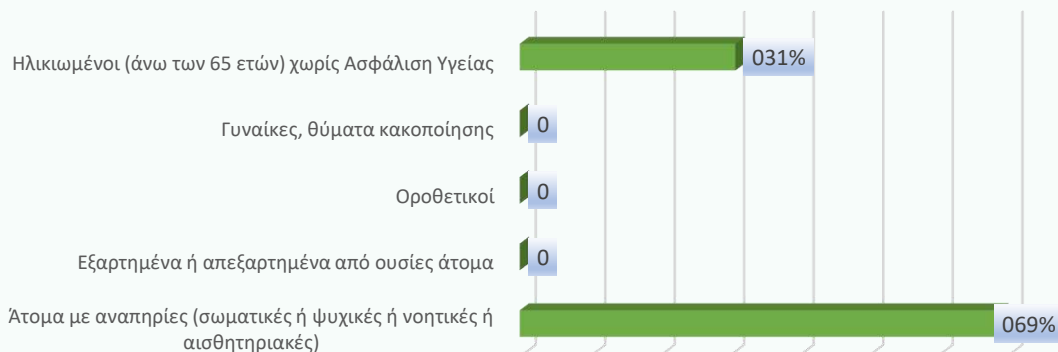 Ηλικιωμένοι (άνω των 65 ετών) χωρίς Ασφάλιση Υγείας
031%
Γυναίκες, θύματα κακοποίησης
0
Οροθετικοί
0
Εξαρτημένα ή απεξαρτημένα από ουσίες άτομα
0
Άτομα με αναπηρίες (σωματικές ή ψυχικές ή νοητικές ή
αισθητηριακές)
069%